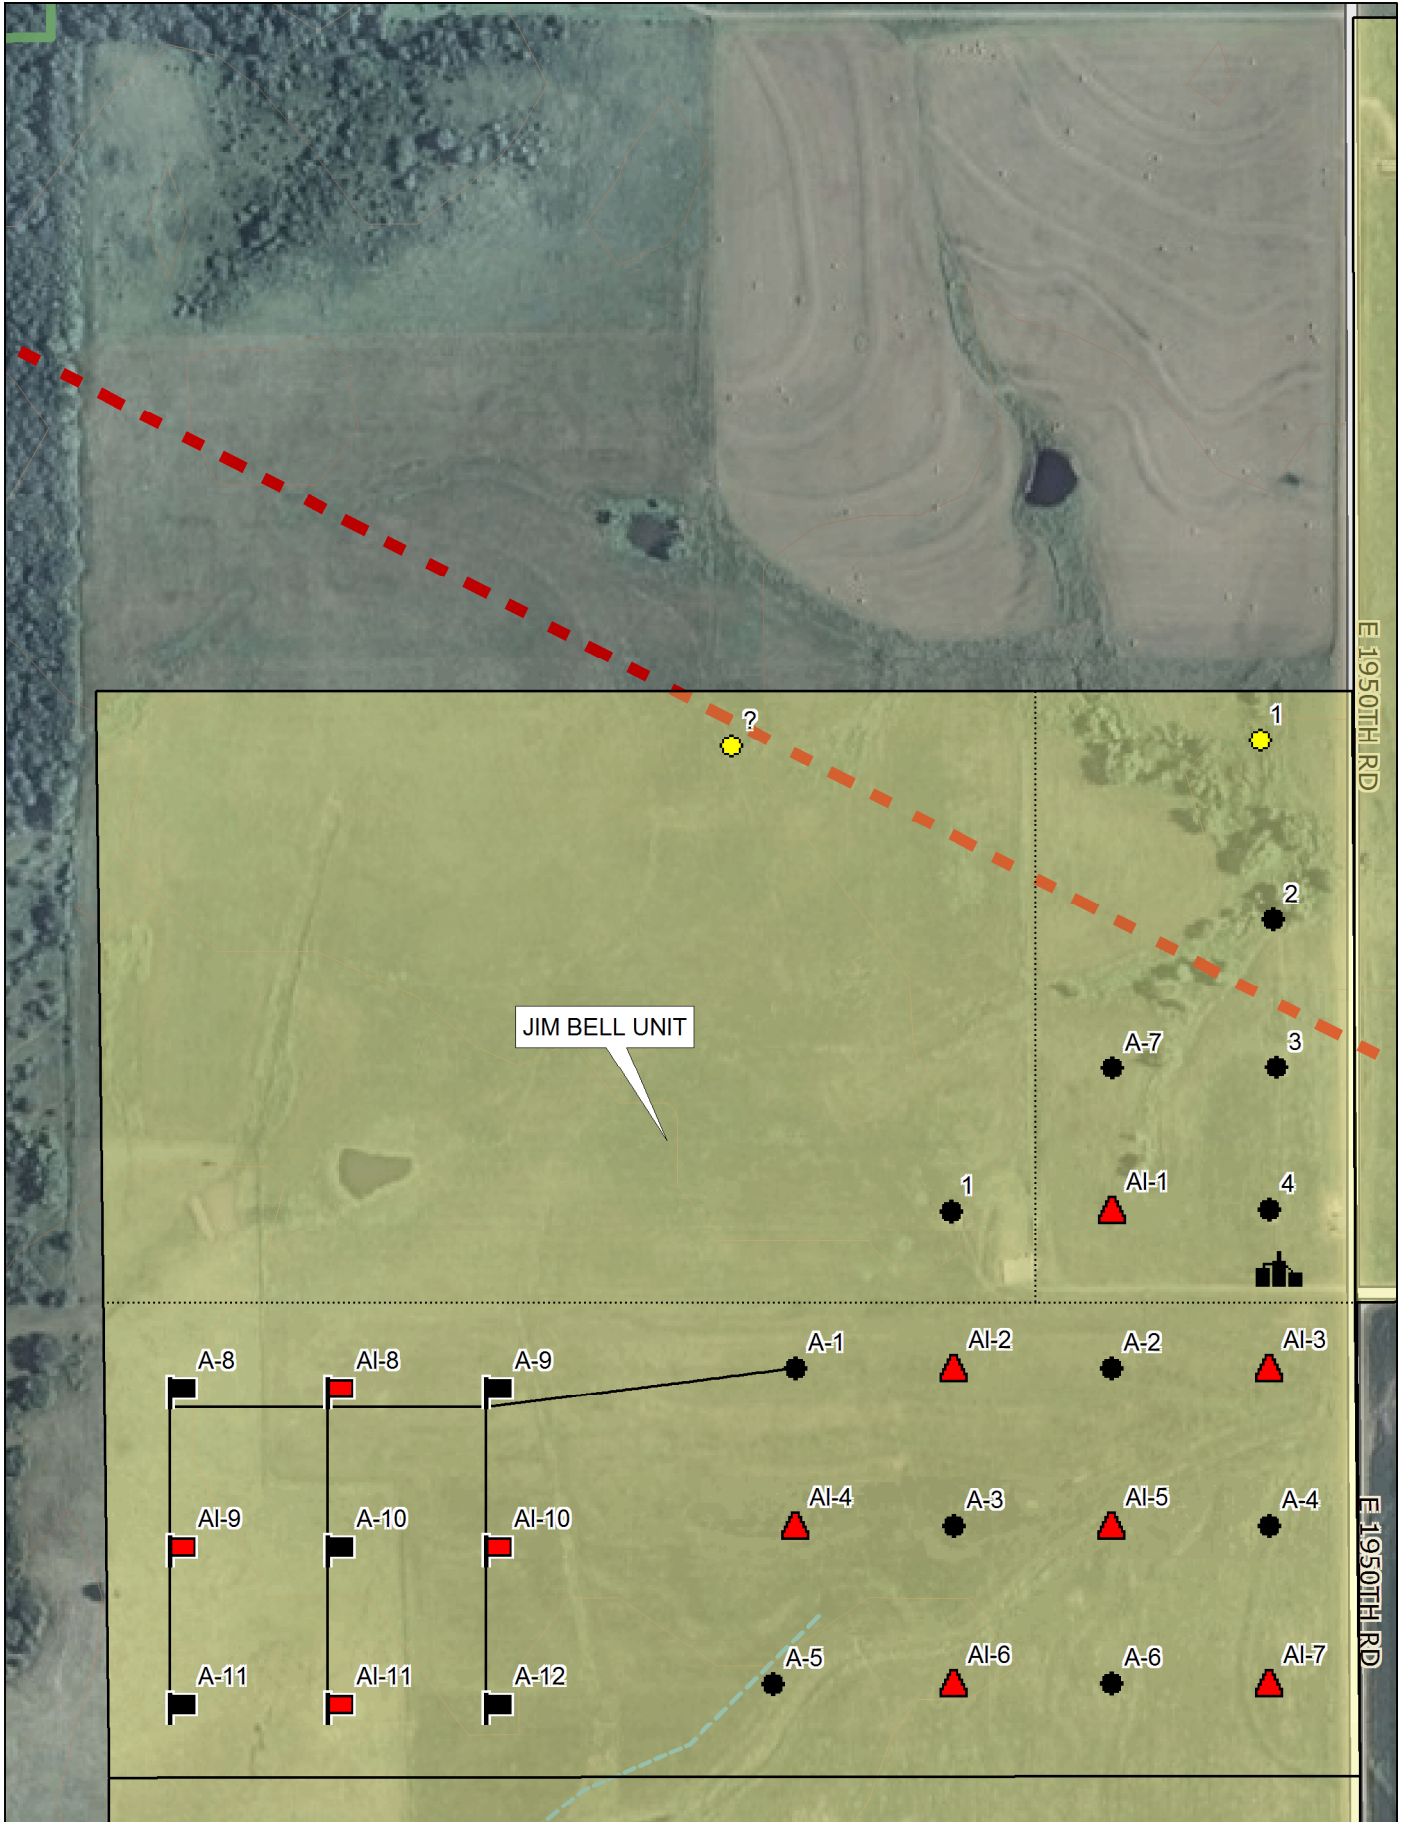 ?
1
E 1950TH RD
2
JIM BELL UNIT
A-7
3
1
AI-1
4
A-8
AI-8
A-9
A-1
AI-2
A-2
AI-3
AI-9
A-10
AI-10
AI-4
A-3
AI-5
A-4
E 1950TH RD
A-11
AI-11
A-12
A-5
AI-6
A-6
AI-7